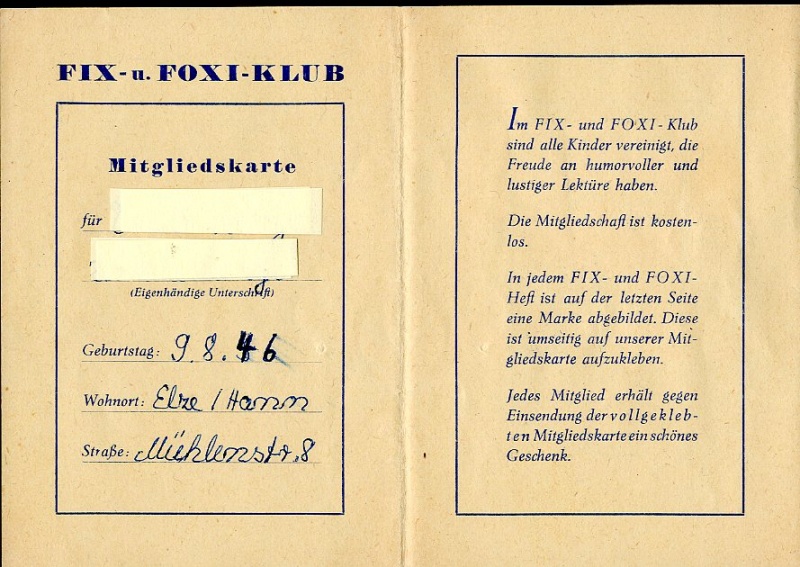 FIX- u. FOXI-KLUB
Mitgliedskarte
für
(Eigenhändige Unterschrift)
Geburtstag: 9. 8. 46
Wohnort: Elze / Hann
Straße: Mühlenstr. 8
Im FIX- und FOXI-Klub
sind alle Kinder vereinigt, die
Freude an humorvoller und
lustiger Lektüre haben.
Die Mitgliedschaft ist kosten-
los.
In jedem FIX- und FOXI-
Heft ist auf der letzten Seite
eine Marke abgebildet. Diese
ist umseitig auf unserer Mit-
gliedskarte aufzukleben.
Jedes Mitglied erhält gegen
Einsendung der vollgekleb-
ten Mitgliedskarte ein schönes
Geschenk.